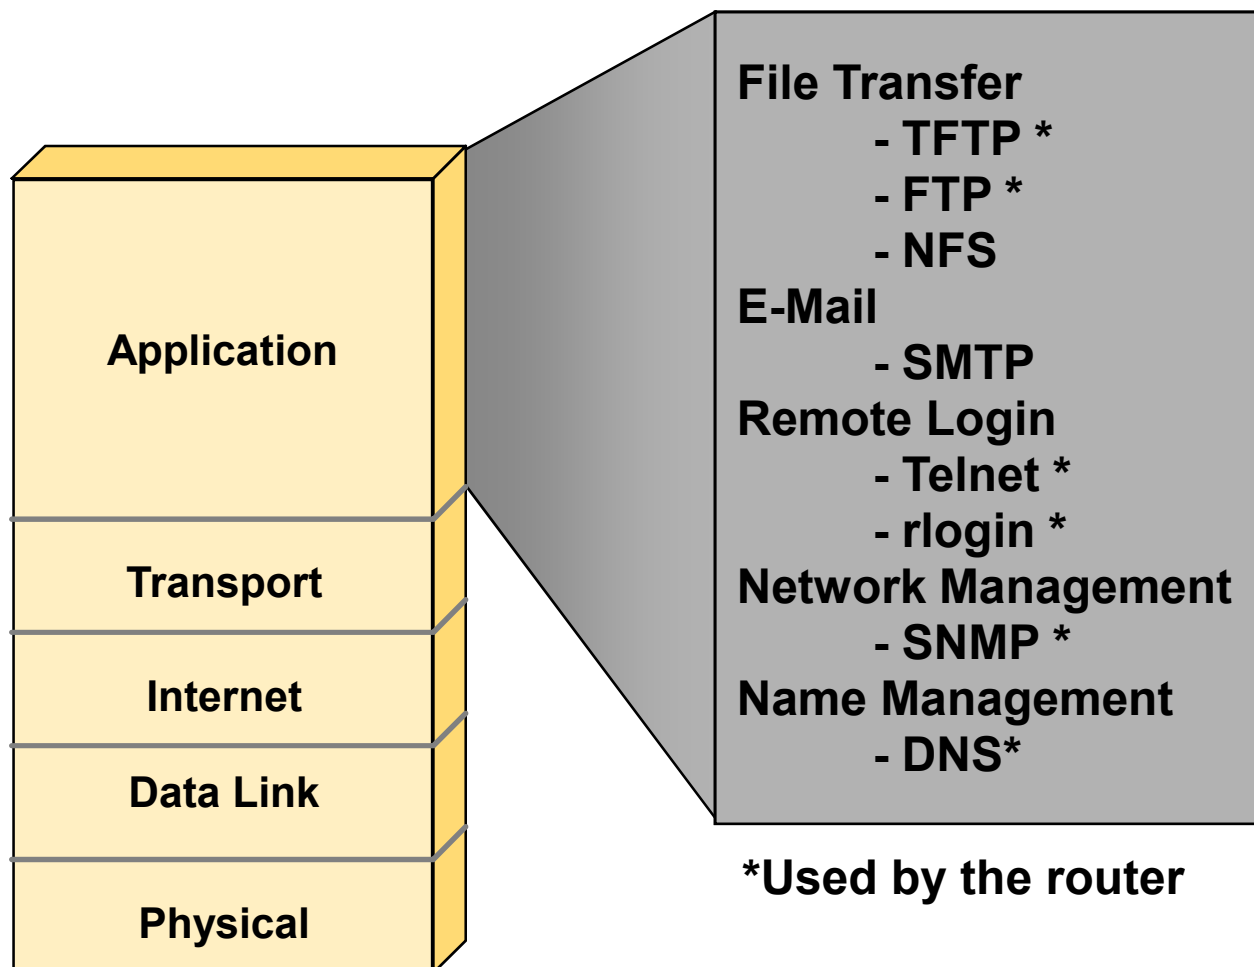 Application
Transport
Internet
Data Link
Physical
File Transfer
- TFTP *
- FTP *
- NFS
E-Mail
- SMTP
Remote Login
- Telnet *
- rlogin *
Network Management
- SNMP *
Name Management
- DNS*
*Used by the router